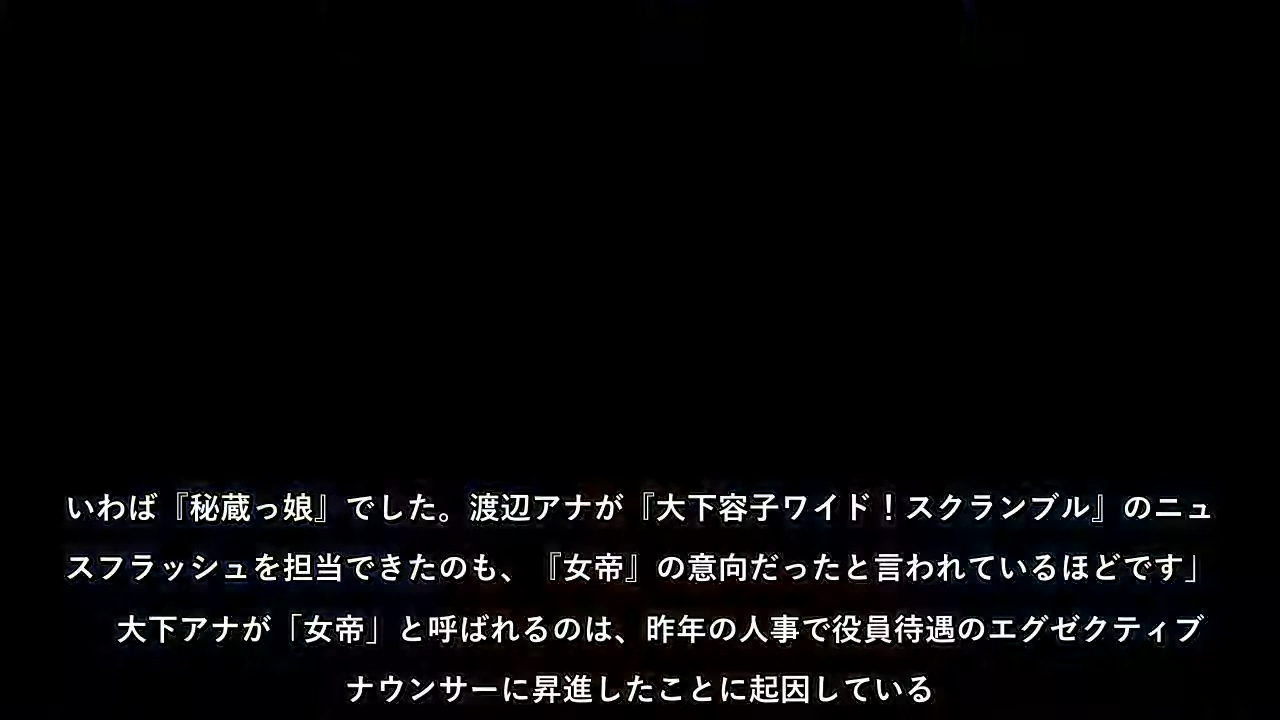 いわば『秘蔵っ娘』でした。渡辺アナが『大下容子ワイド！スクランブル』のニュ
スフラッシュを担当できたのも、『女帝』の意向だったと言われているほどです」
大下アナが「女帝」と呼ばれるのは、昨年の人事で役員待遇のエグゼクティブ
ナウンサーに昇進したことに起因している